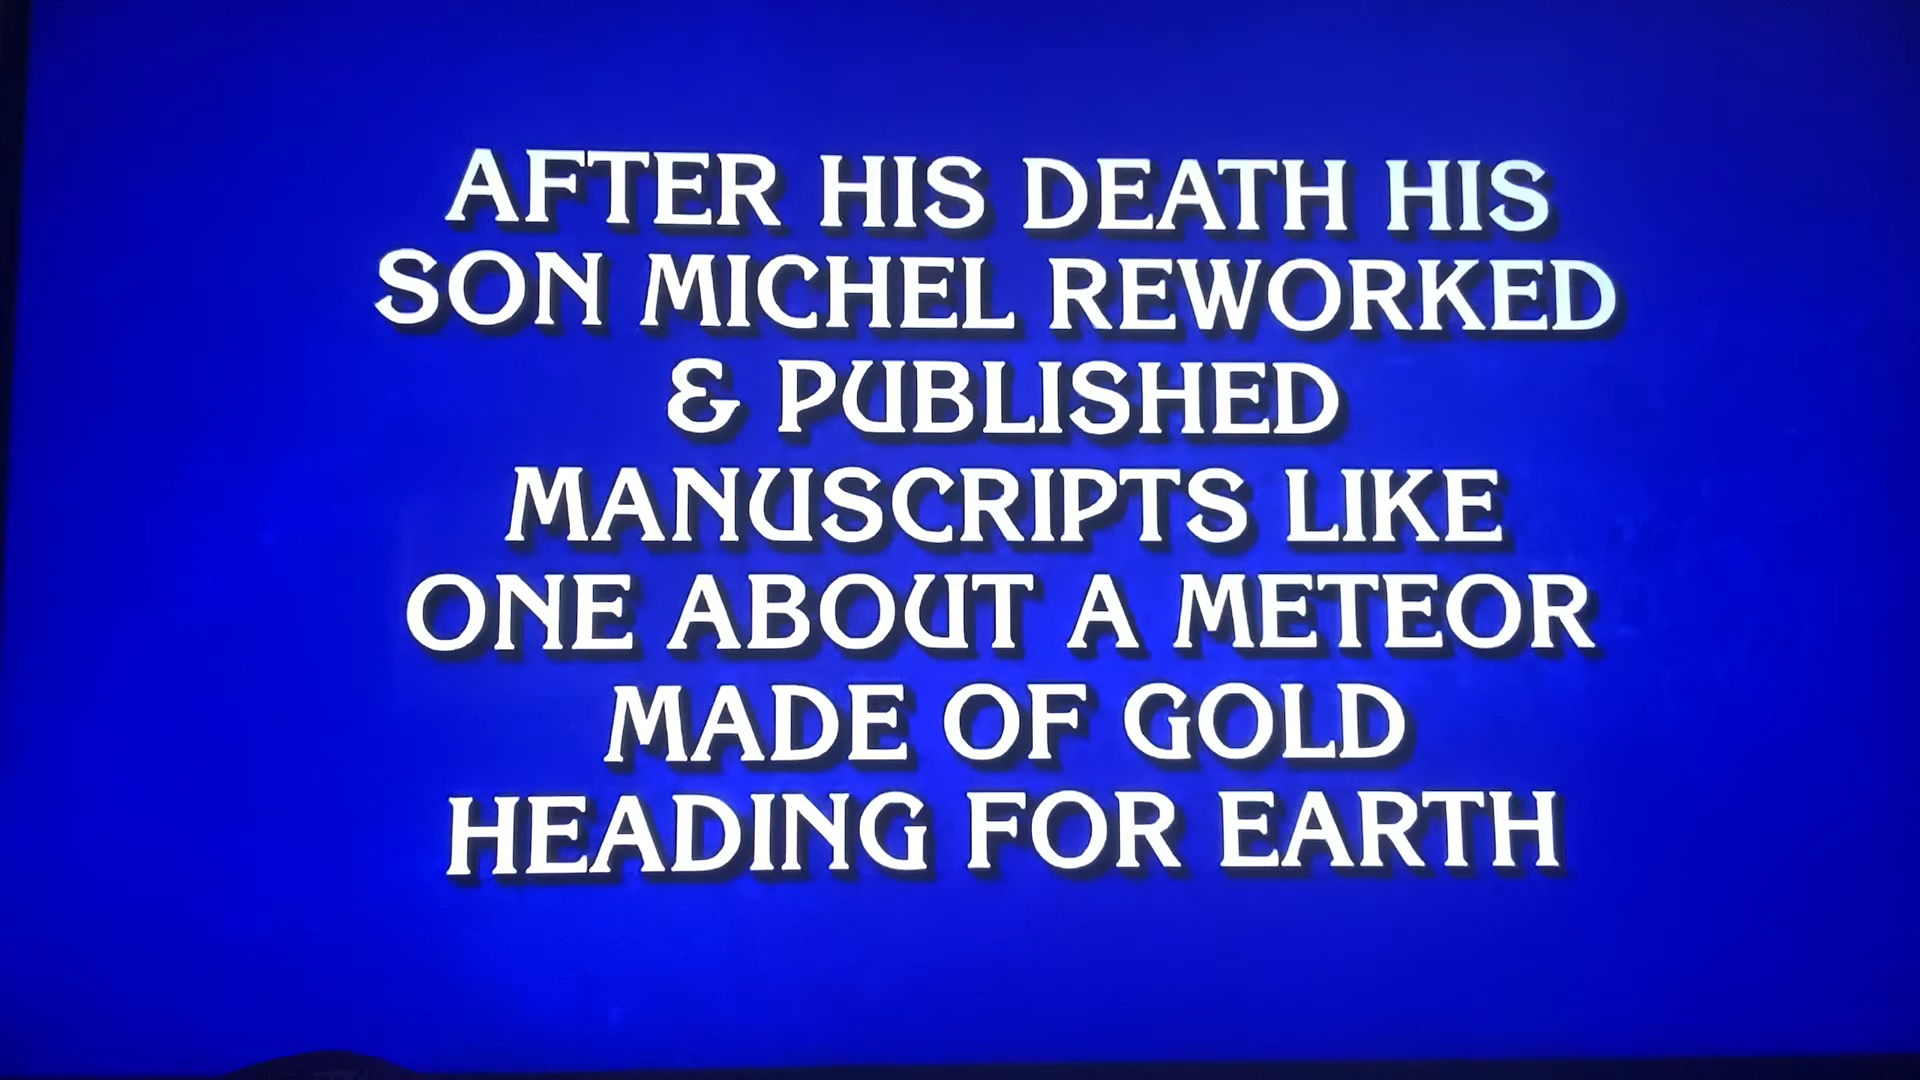 AFTER HIS DEATH HIS
SON MICHEL REWORKED
& PUBLISHED
MANUSCRIPTS LIKE
ONE ABOUT A METEOR
MADE OF GOLD
HEADING FOR EARTH